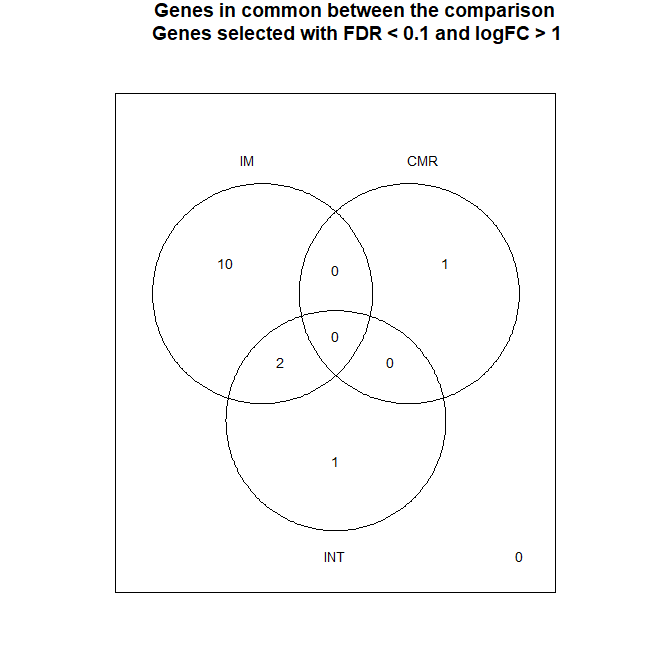 Genes in common between the comparison
Genes selected with FDR < 0.1 and logFC > 1
IM CMR
10 0 1
0
2 0
1
INT 0